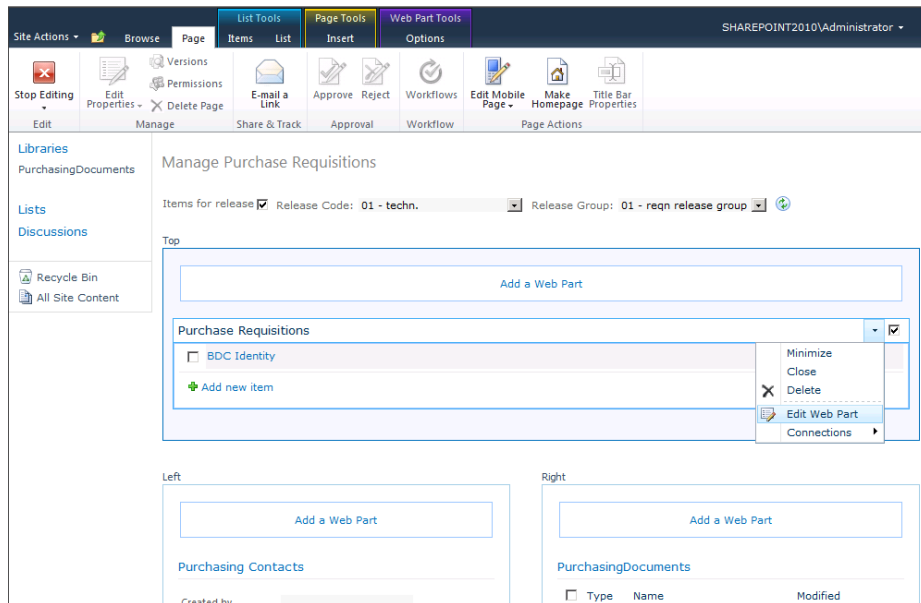 List Tools Page Tools Web Part Tools
Site Actions Browse Page Items List Insert Options SHAREPOINT2010\Administrator
Versions
Permissions
Delete Page
Stop Editing Edit Properties E-mail a Link Approve Reject Workflows Edit Mobile Page Make Homepage Title Bar Properties
Edit Manage Share & Track Approval Workflow Page Actions
Libraries
PurchasingDocuments
Lists
Discussions
Recycle Bin
All Site Content
Manage Purchase Requisitions
Items for release Release Code: 01 - techn. Release Group: 01 - reqn release group
Top
Add a Web Part
Purchase Requisitions
BDC Identity
Add new item
Minimize
Close
Delete
Edit Web Part
Connections
Left
Add a Web Part
Purchasing Contacts
Created by
Right
Add a Web Part
PurchasingDocuments
Type Name Modified